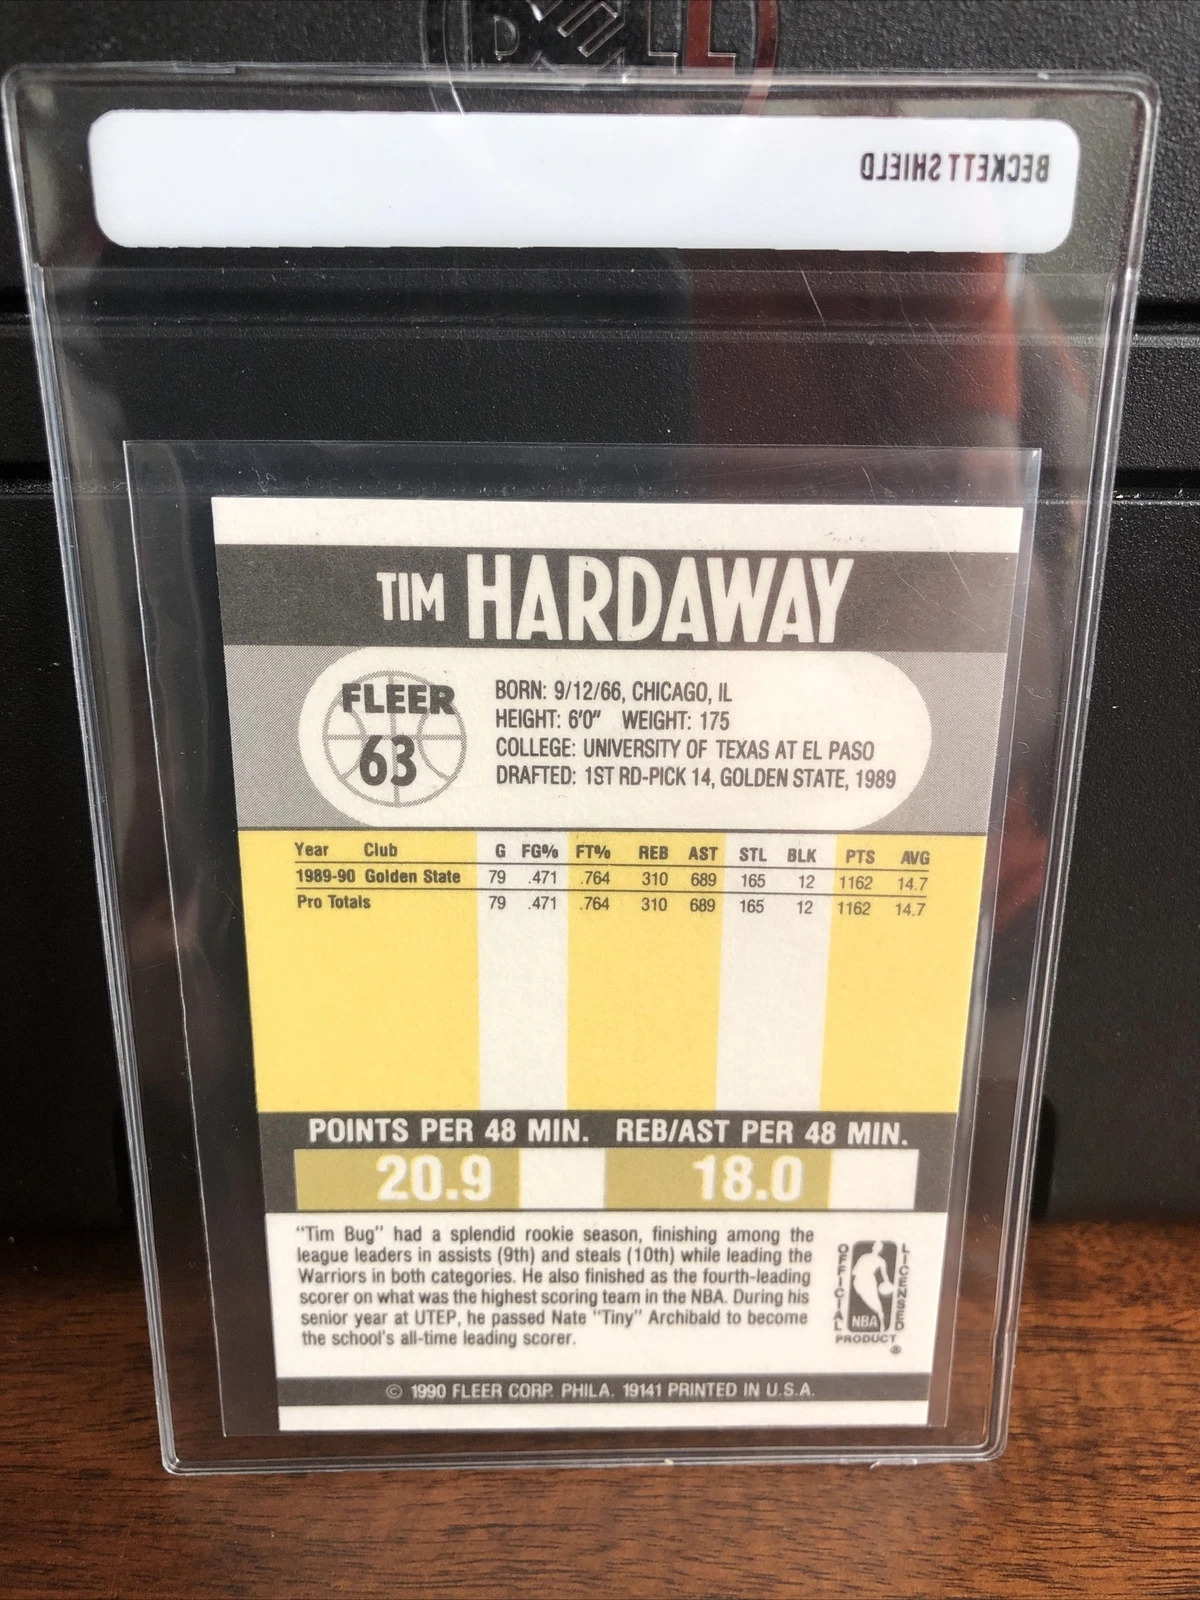 DELL
BECKETT SHIELD
TIM HARDAWAY
FLEER
63
BORN: 9/12/66, CHICAGO, IL
HEIGHT: 6'0" WEIGHT: 175
COLLEGE: UNIVERSITY OF TEXAS AT EL PASO
DRAFTED: 1ST RD-PICK 14, GOLDEN STATE, 1989
Year Club G FG% FT% REB AST STL BLK PTS AVG
1989-90 Golden State 79 .471 .764 310 689 165 12 1162 14.7
Pro Totals 79 .471 .764 310 689 165 12 1162 14.7
POINTS PER 48 MIN. REB/AST PER 48 MIN.
20.9 18.0
"Tim Bug" had a splendid rookie season, finishing among the
league leaders in assists (9th) and steals (10th) while leading the
Warriors in both categories. He also finished as the fourth-leading
scorer on what was the highest scoring team in the NBA. During his
senior year at UTEP, he passed Nate "Tiny" Archibald to become
the school's all-time leading scorer.
OFFICIAL
LICENSED
NBA
PRODUCT
®
© 1990 FLEER CORP. PHILA. 19141 PRINTED IN U.S.A.